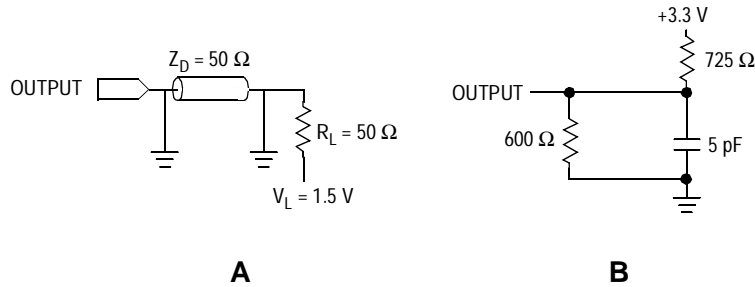 Z_D = 50 Ω
OUTPUT
R_L = 50 Ω
V_L = 1.5 V
A
+3.3 V
725 Ω
OUTPUT
600 Ω
5 pF
B